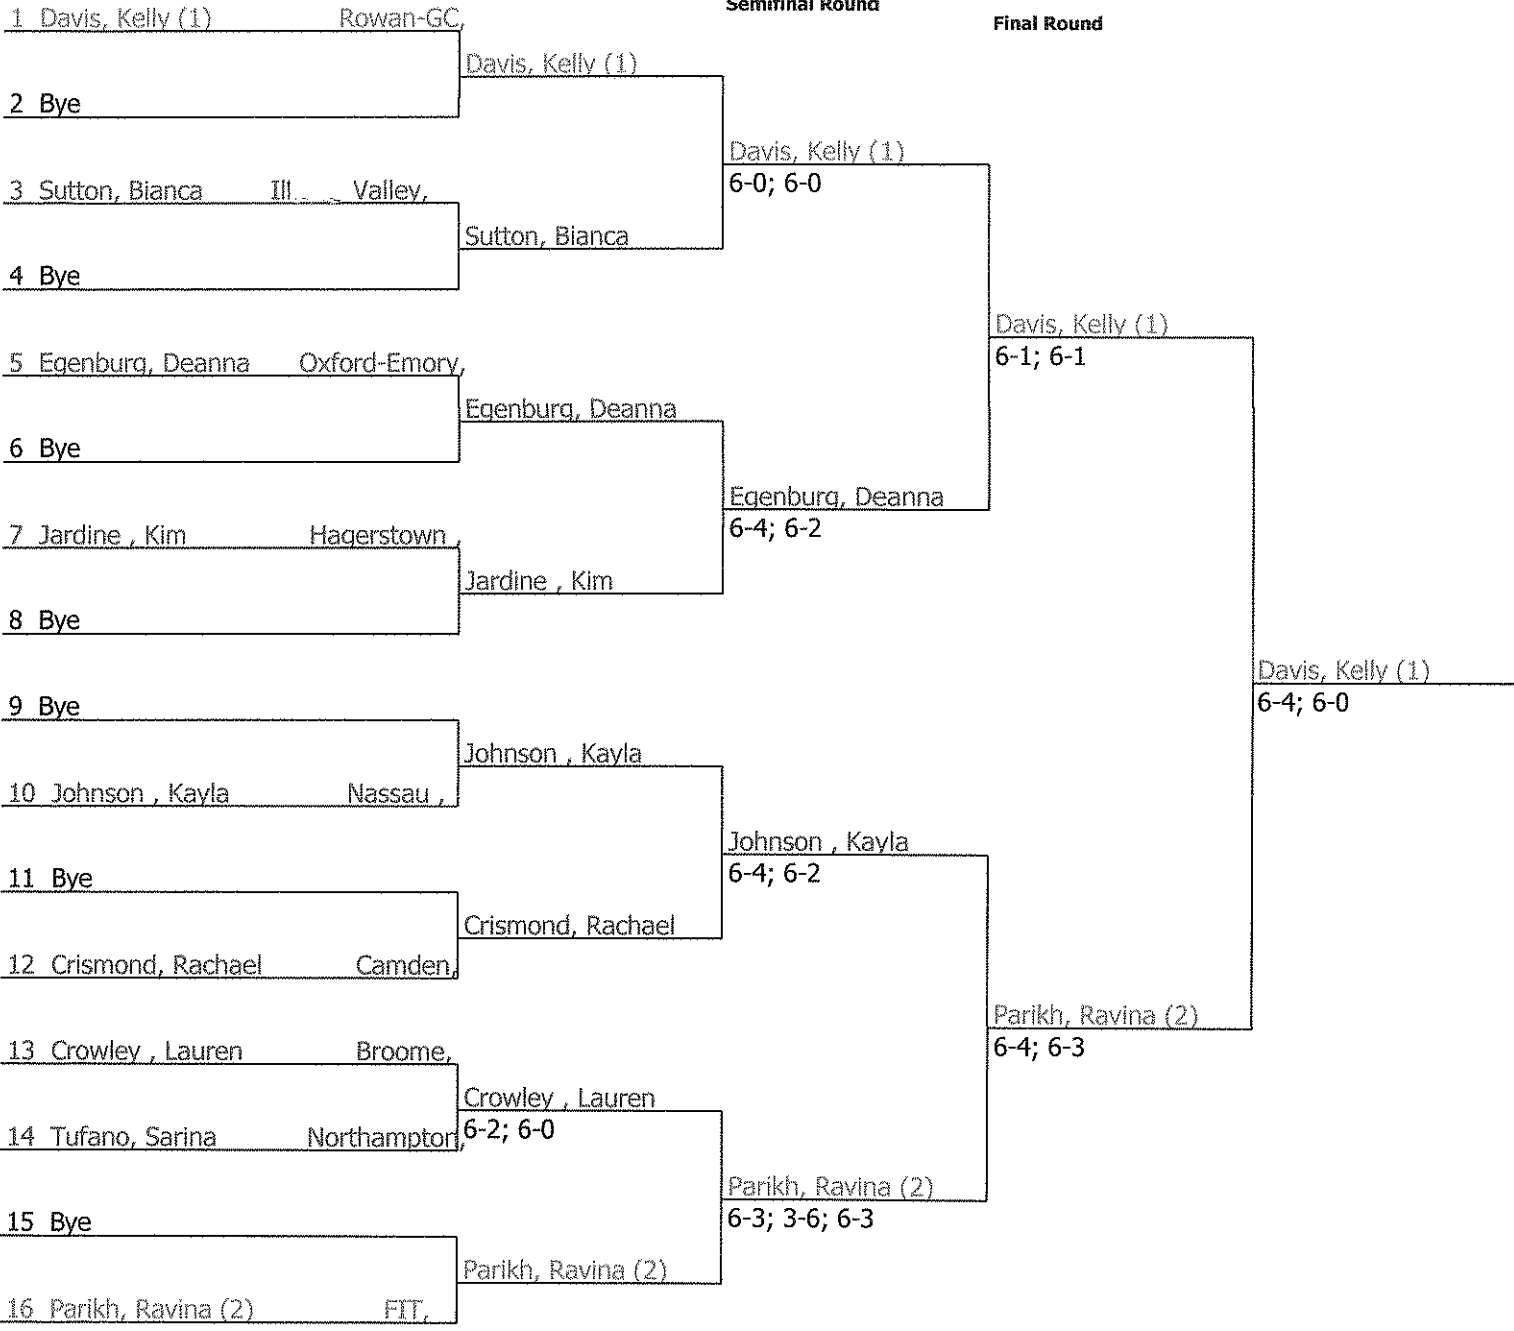 Semifinal Round
Final Round
1 Davis, Kelly (1) Rowan-GC,
Davis, Kelly (1)
2 Bye
Davis, Kelly (1)
6-0; 6-0
3 Sutton, Bianca Valley,
Sutton, Bianca
4 Bye
Davis, Kelly (1)
6-1; 6-1
5 Egenburg, Deanna Oxford-Emory,
Egenburg, Deanna
6 Bye
Egenburg, Deanna
6-4; 6-2
7 Jardine , Kim Hagerstown ,
Jardine , Kim
8 Bye
Davis, Kelly (1)
6-4; 6-0
9 Bye
Johnson , Kayla
10 Johnson , Kayla Nassau ,
Johnson , Kayla
6-4; 6-2
11 Bye
Crismond, Rachael
12 Crismond, Rachael Camden,
Parikh, Ravina (2)
6-4; 6-3
13 Crowley , Lauren Broome,
Crowley , Lauren
6-2; 6-0
14 Tufano, Sarina Northampton,
Parikh, Ravina (2)
6-3; 3-6; 6-3
15 Bye
Parikh, Ravina (2)
16 Parikh, Ravina (2) FIT,